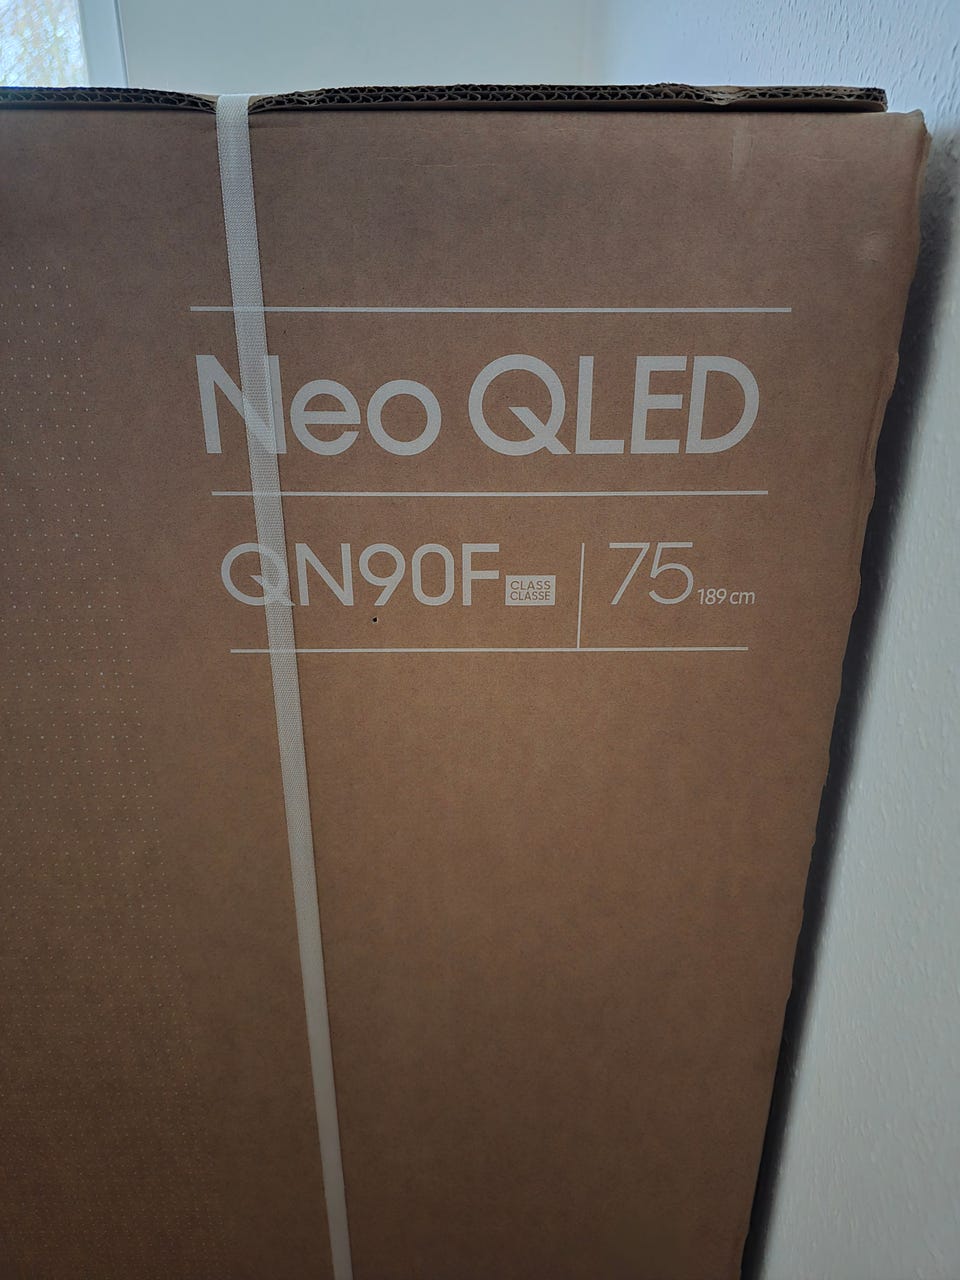 Neo QLED
QN90F CLASS CLASSE 75 189 cm